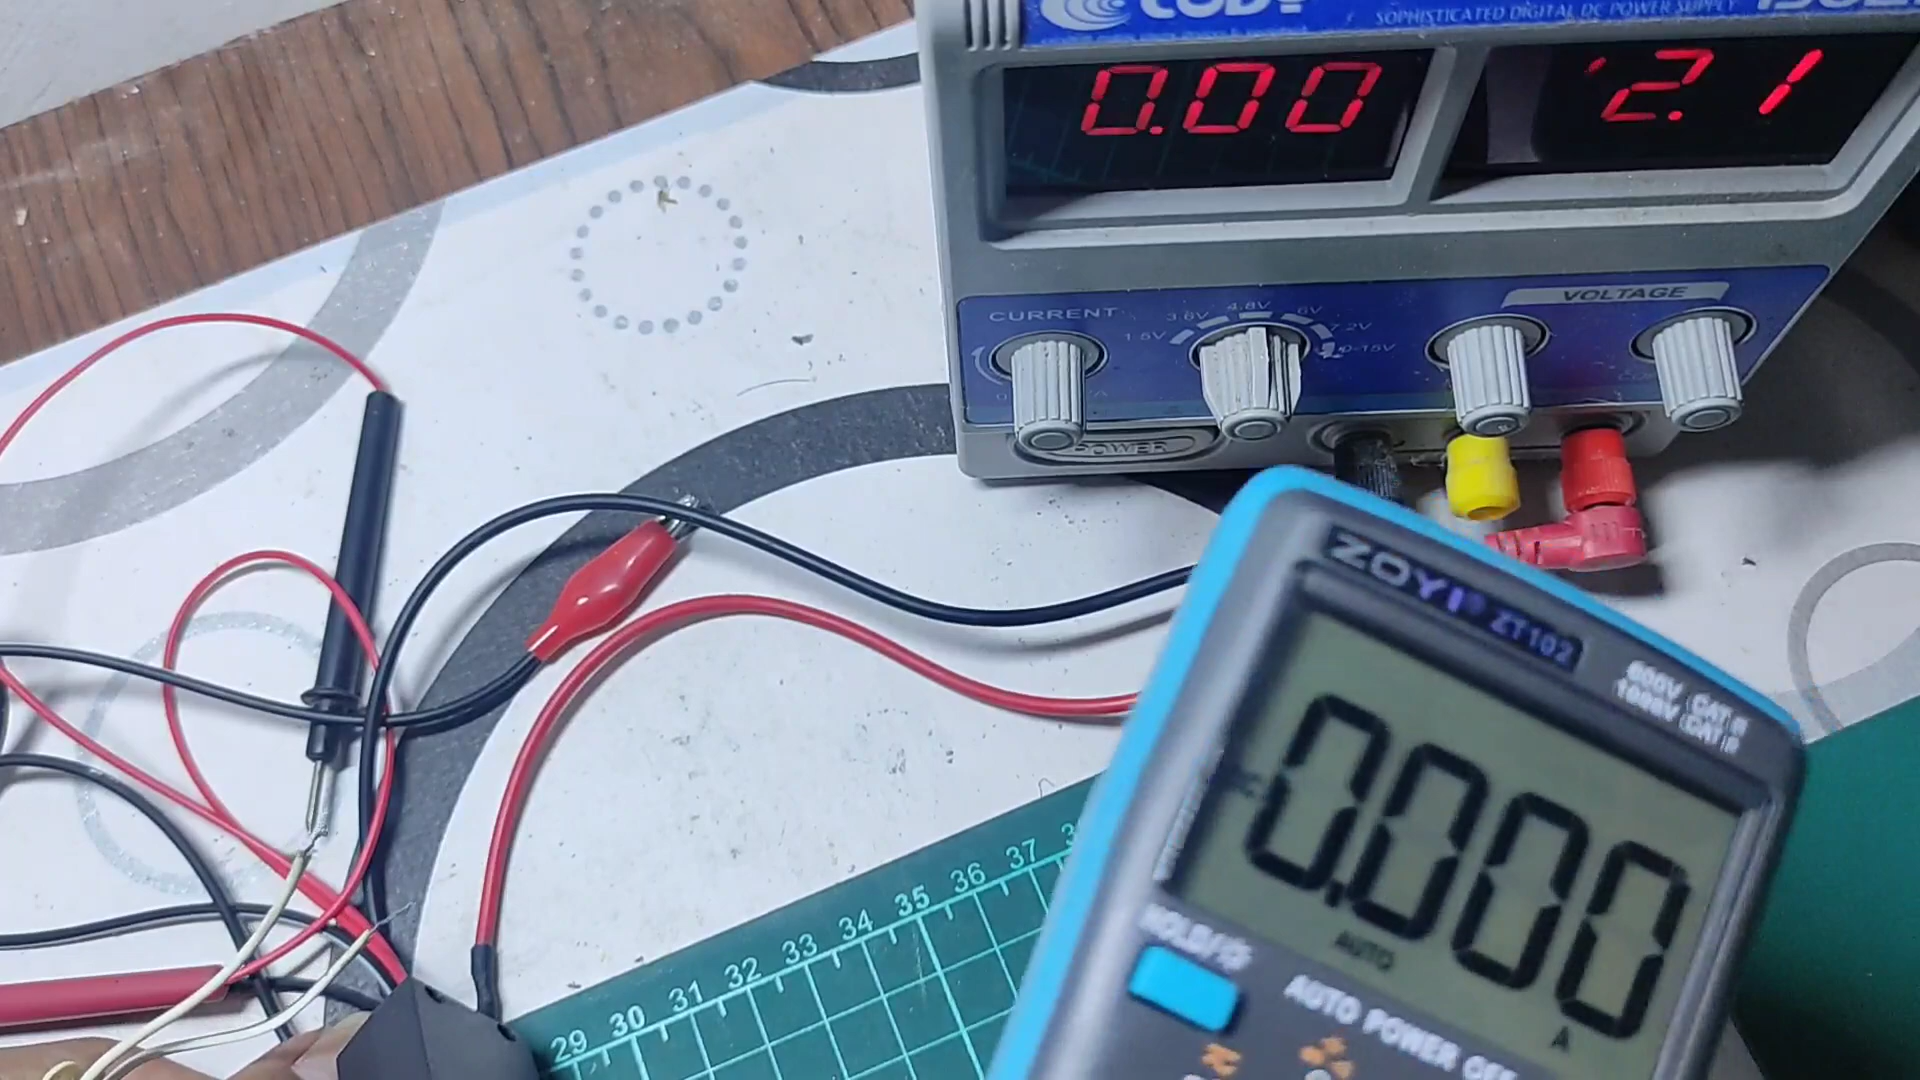 SOPHISTICATED DIGITAL DC POWER SUPPLY
0.00
2.1
CURRENT
1.5V 3.6V 4.8V 6V 7.2V 0-15V
VOLTAGE
POWER
ZOYI® ZT102
600V CAT III
1000V CAT II
0.000
AUTO
A
HOLD/
AUTO POWER OFF
29 30 31 32 33 34 35 36 37